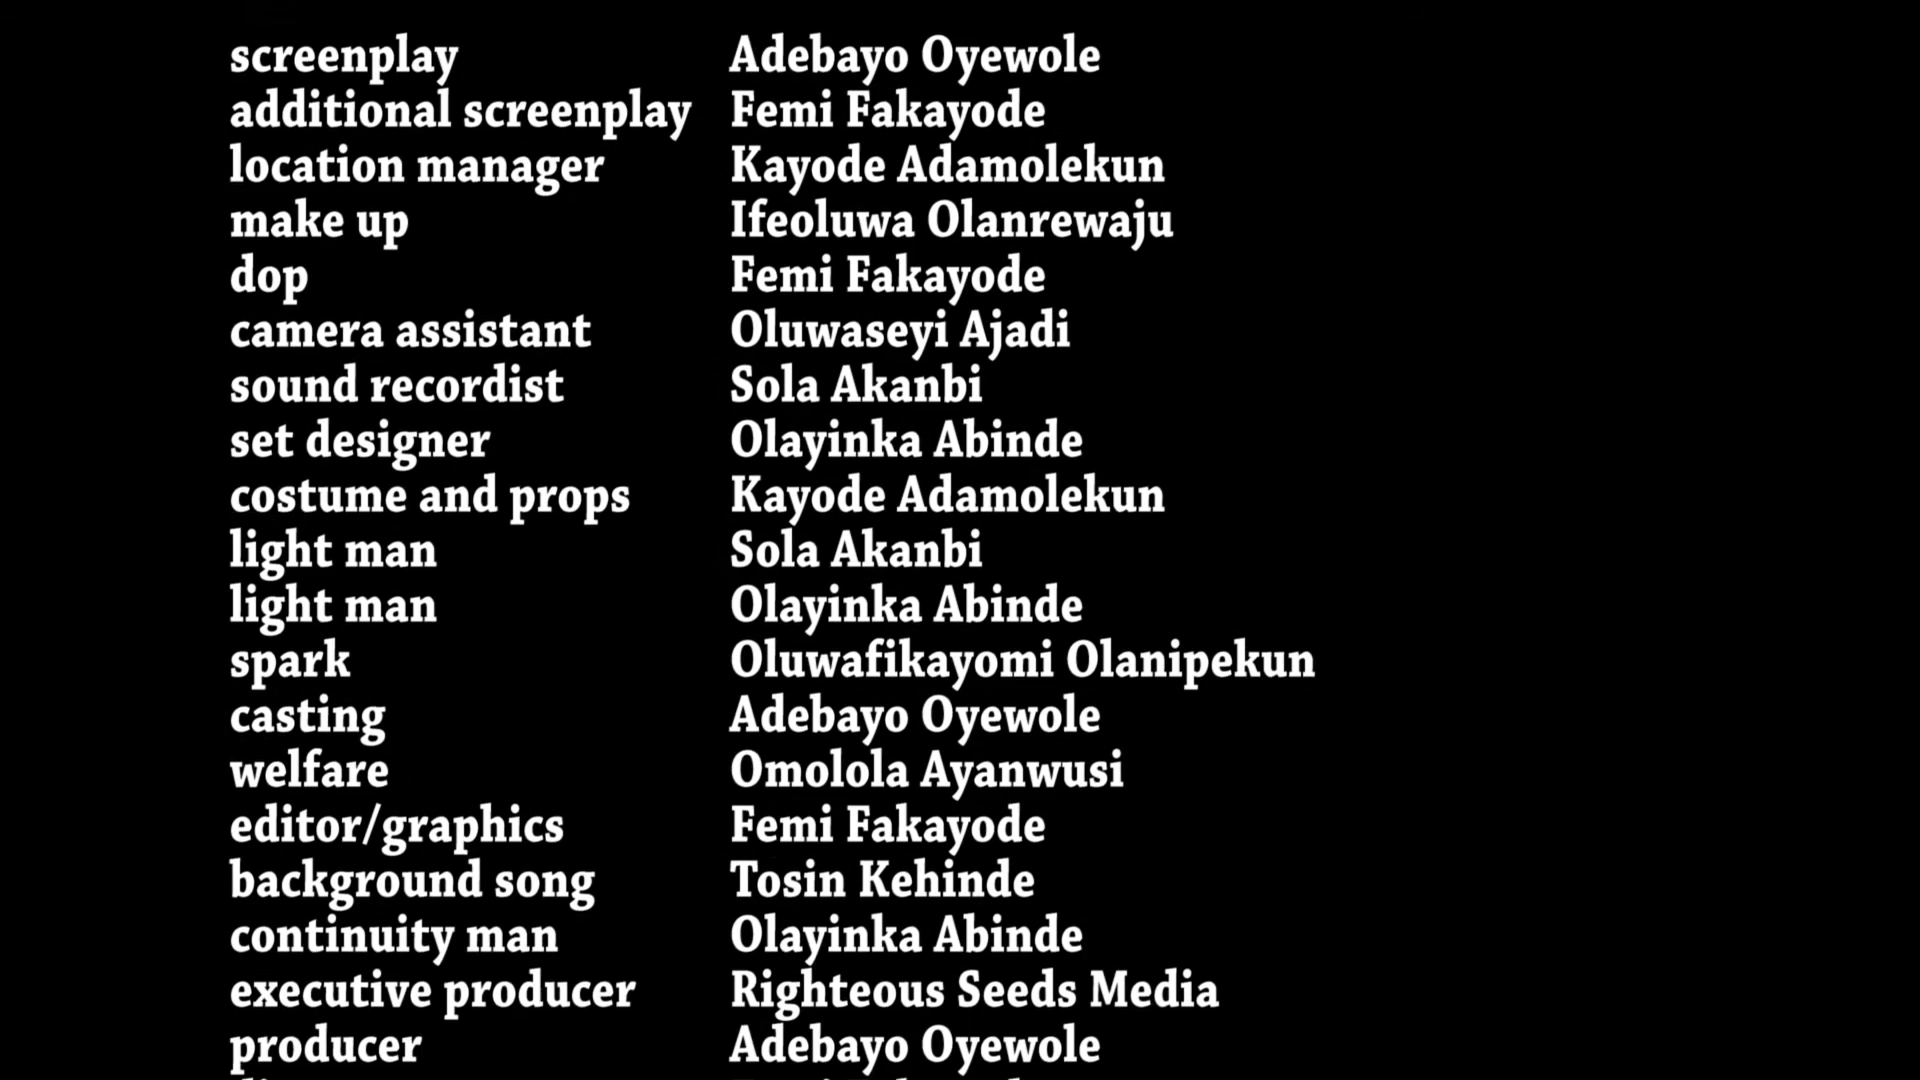 screenplay Adebayo Oyewole
additional screenplay Femi Fakayode
location manager Kayode Adamolekun
make up Ifeoluwa Olanrewaju
dop Femi Fakayode
camera assistant Oluwaseyi Ajadi
sound recordist Sola Akanbi
set designer Olayinka Abinde
costume and props Kayode Adamolekun
light man Sola Akanbi
light man Olayinka Abinde
spark Oluwafikayomi Olanipekun
casting Adebayo Oyewole
welfare Omolola Ayanwusi
editor/graphics Femi Fakayode
background song Tosin Kehinde
continuity man Olayinka Abinde
executive producer Righteous Seeds Media
producer Adebayo Oyewole